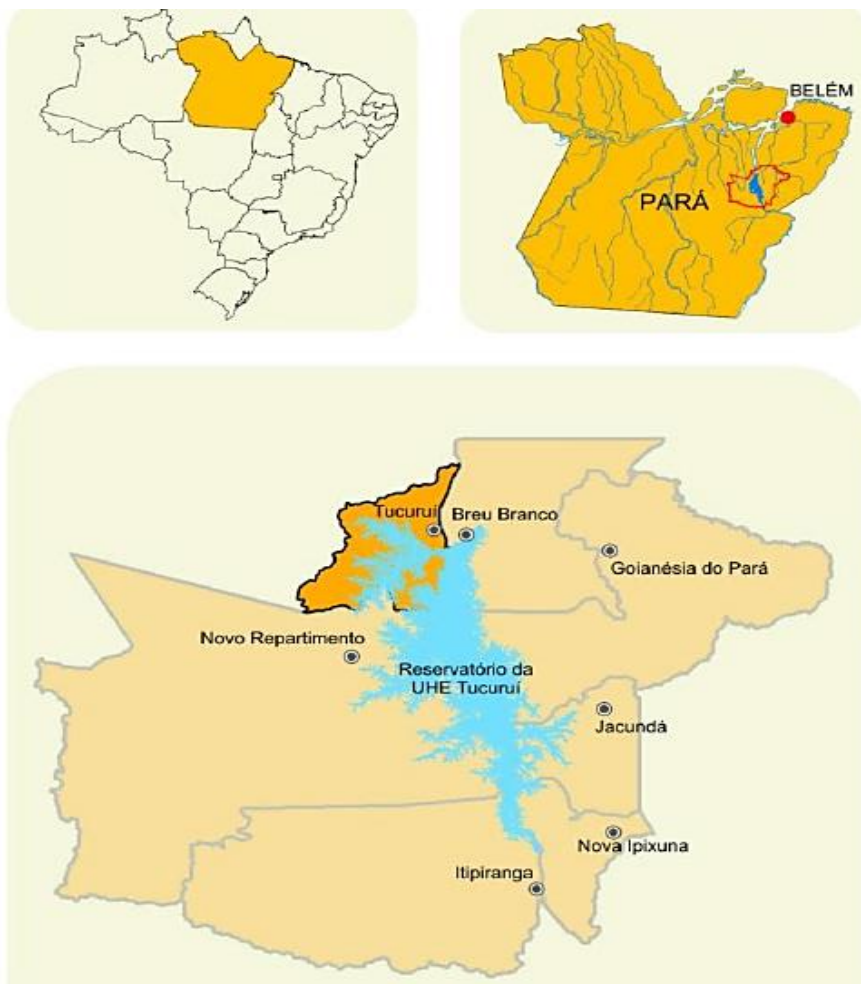 BELÉM
PARÁ
Tucuruí
Breu Branco
Goianésia do Pará
Novo Repartimento
Reservatório da
UHE Tucuruí
Jacundá
Nova Ipixuna
Itipiranga